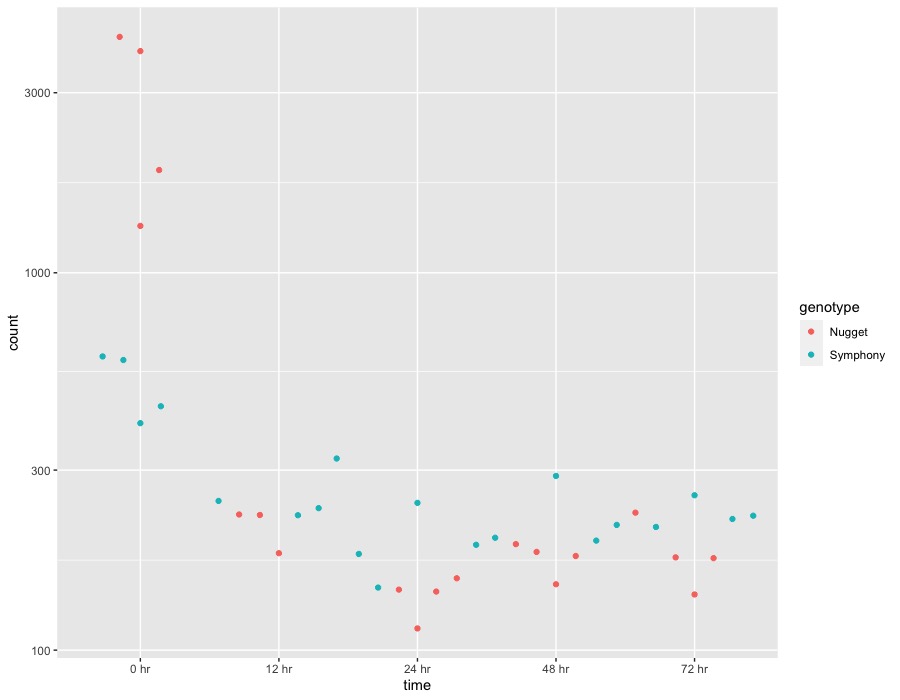 3000
1000
300
100
count
0 hr 12 hr 24 hr 48 hr 72 hr
time
genotype
Nugget
Symphony